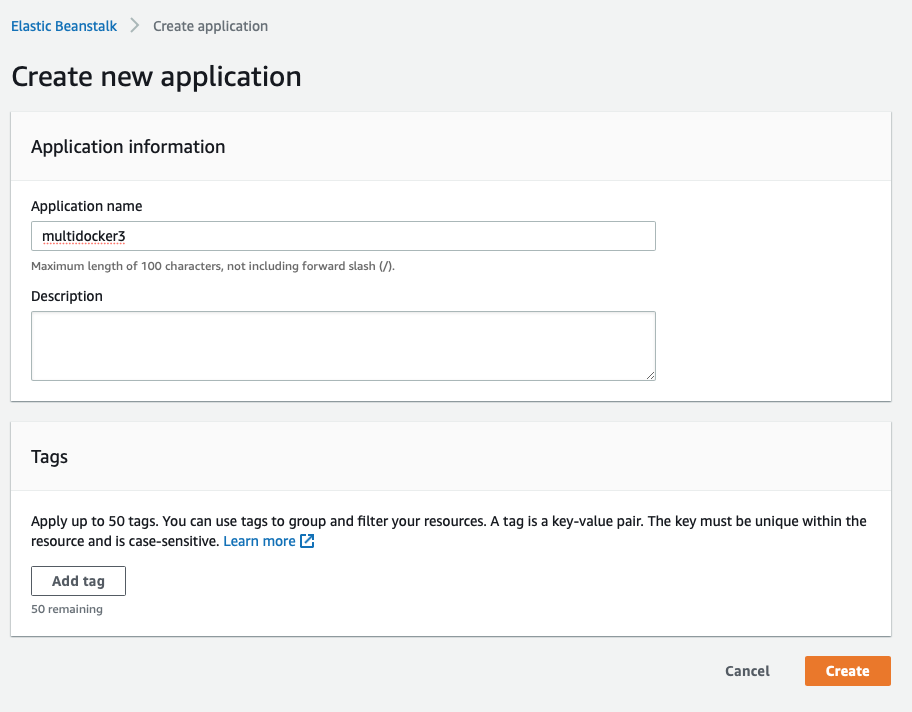 Elastic Beanstalk
Create application
Create new application
Application information
Application name
multidocker3
Maximum length of 100 characters, not including forward slash (/).
Description
Tags
Apply up to 50 tags. You can use tags to group and filter your resources. A tag is a key-value pair. The key must be unique within the
resource and is case-sensitive. Learn more
Add tag
50 remaining
Cancel
Create